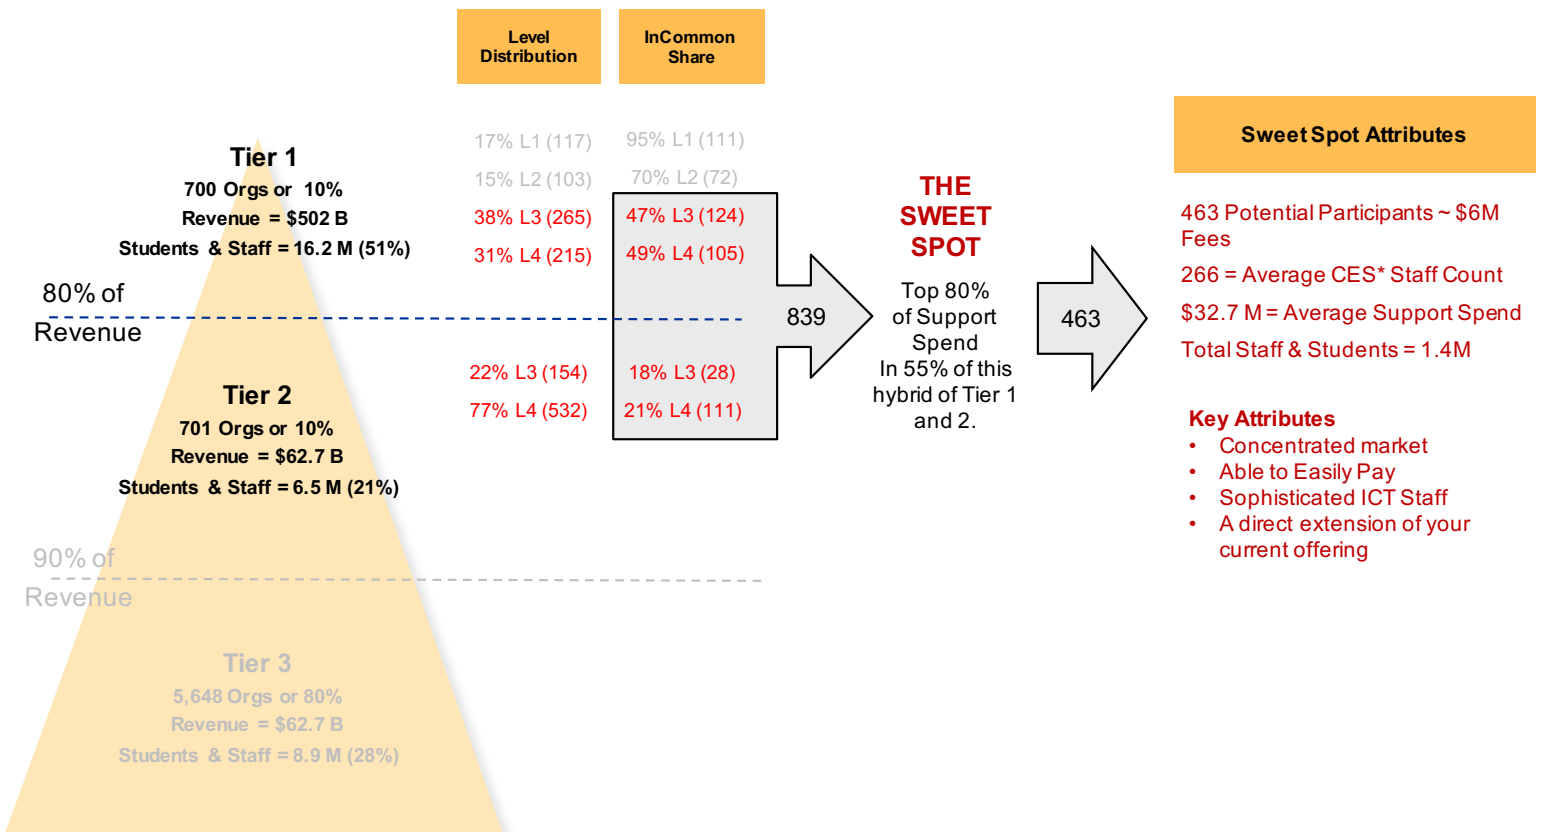 Level
Distribution
InCommon
Share
17% L1 (117)
95% L1 (111)
15% L2 (103)
70% L2 (72)
38% L3 (265)
47% L3 (124)
31% L4 (215)
49% L4 (105)
Tier 1
700 Orgs or 10%
Revenue = $502 B
Students & Staff = 16.2 M (51%)
80% of
Revenue
22% L3 (154)
18% L3 (28)
77% L4 (532)
21% L4 (111)
Tier 2
701 Orgs or 10%
Revenue = $62.7 B
Students & Staff = 6.5 M (21%)
90% of
Revenue
Tier 3
5,648 Orgs or 80%
Revenue = $62.7 B
Students & Staff = 8.9 M (28%)
839
THE
SWEET
SPOT
Top 80%
of Support
Spend
In 55% of this
hybrid of Tier 1
and 2.
463
Sweet Spot Attributes
463 Potential Participants ~ $6M
Fees
266 = Average CES* Staff Count
$32.7 M = Average Support Spend
Total Staff & Students = 1.4M
Key Attributes
• Concentrated market
• Able to Easily Pay
• Sophisticated ICT Staff
• A direct extension of your
current offering